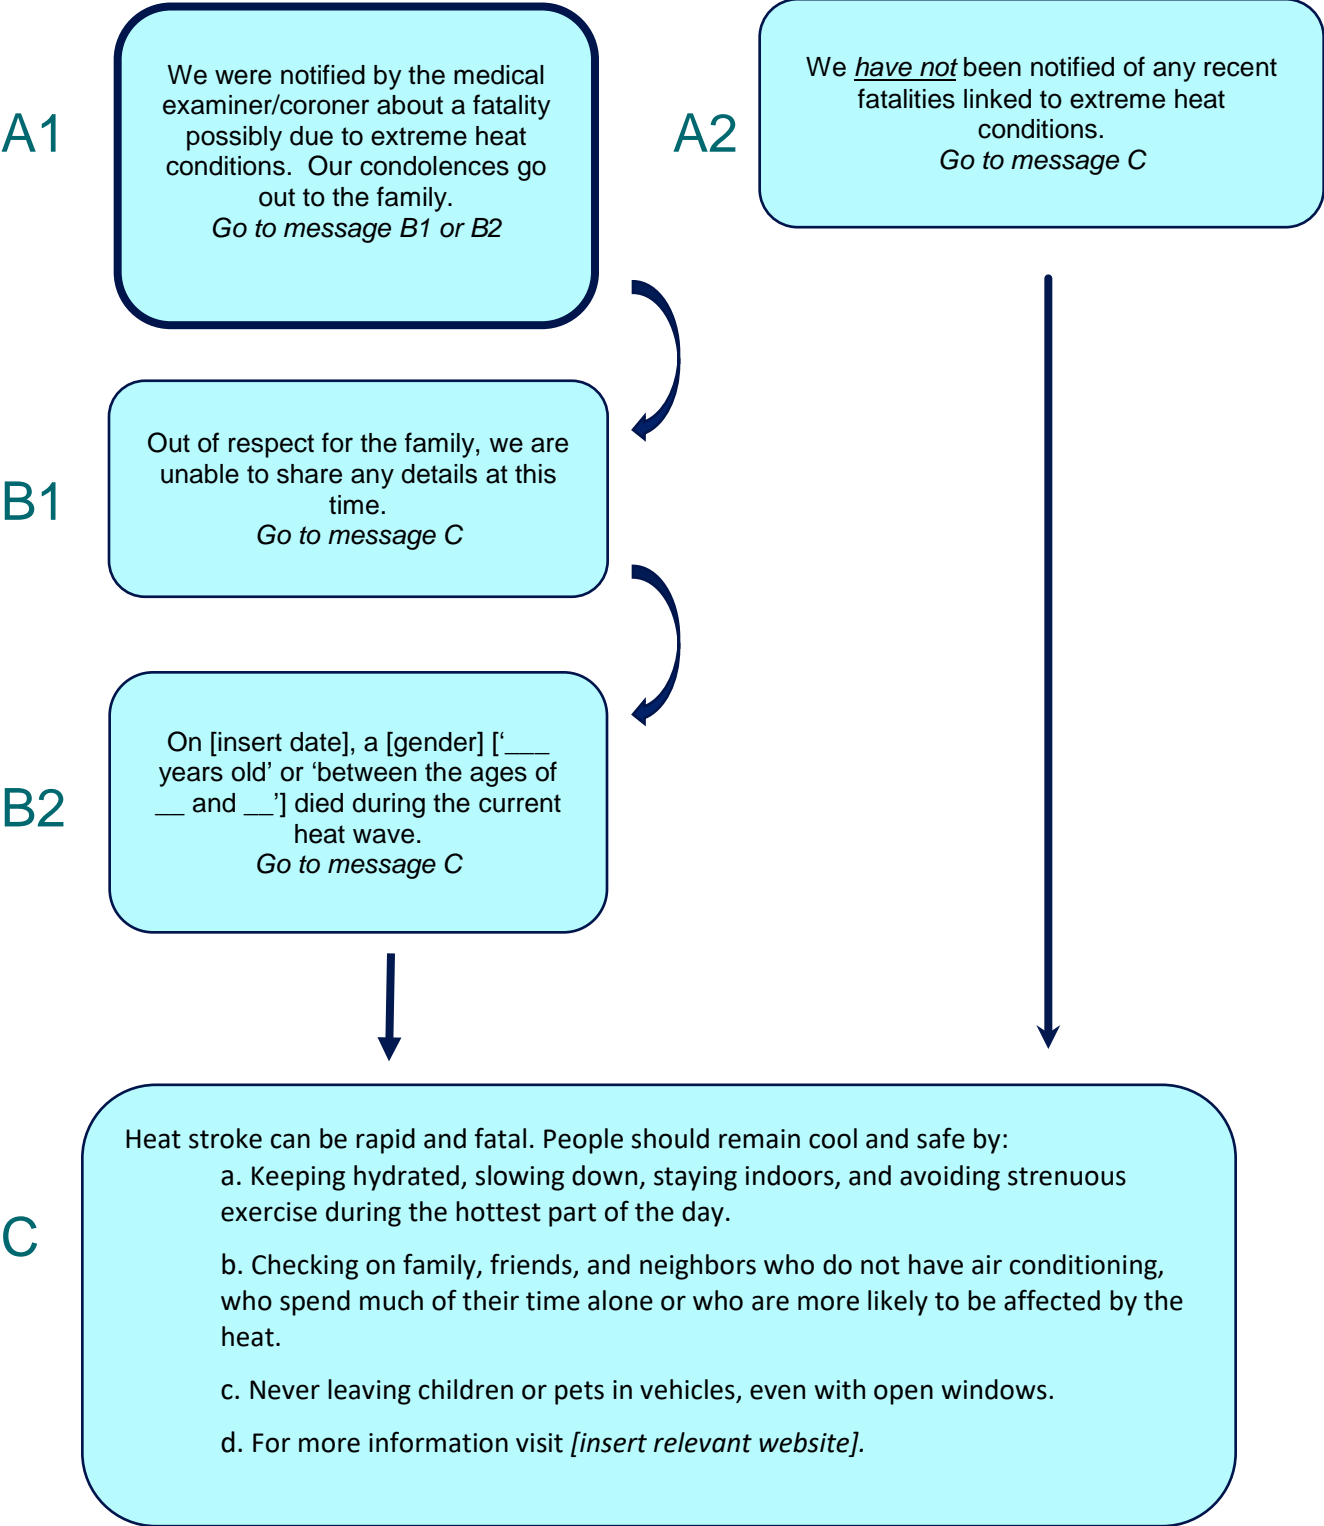 A1
We were notified by the medical
examiner/coroner about a fatality
possibly due to extreme heat
conditions.  Our condolences go
out to the family.
Go to message B1 or B2
A2
We have not been notified of any recent
fatalities linked to extreme heat
conditions.
Go to message C
B1
Out of respect for the family, we are
unable to share any details at this
time.
Go to message C
B2
On [insert date], a [gender] [‘___
years old’ or ‘between the ages of
__ and __’] died during the current
heat wave.
Go to message C
C
Heat stroke can be rapid and fatal. People should remain cool and safe by:
a. Keeping hydrated, slowing down, staying indoors, and avoiding strenuous
exercise during the hottest part of the day.
b. Checking on family, friends, and neighbors who do not have air conditioning,
who spend much of their time alone or who are more likely to be affected by the
heat.
c. Never leaving children or pets in vehicles, even with open windows.
d. For more information visit [insert relevant website].